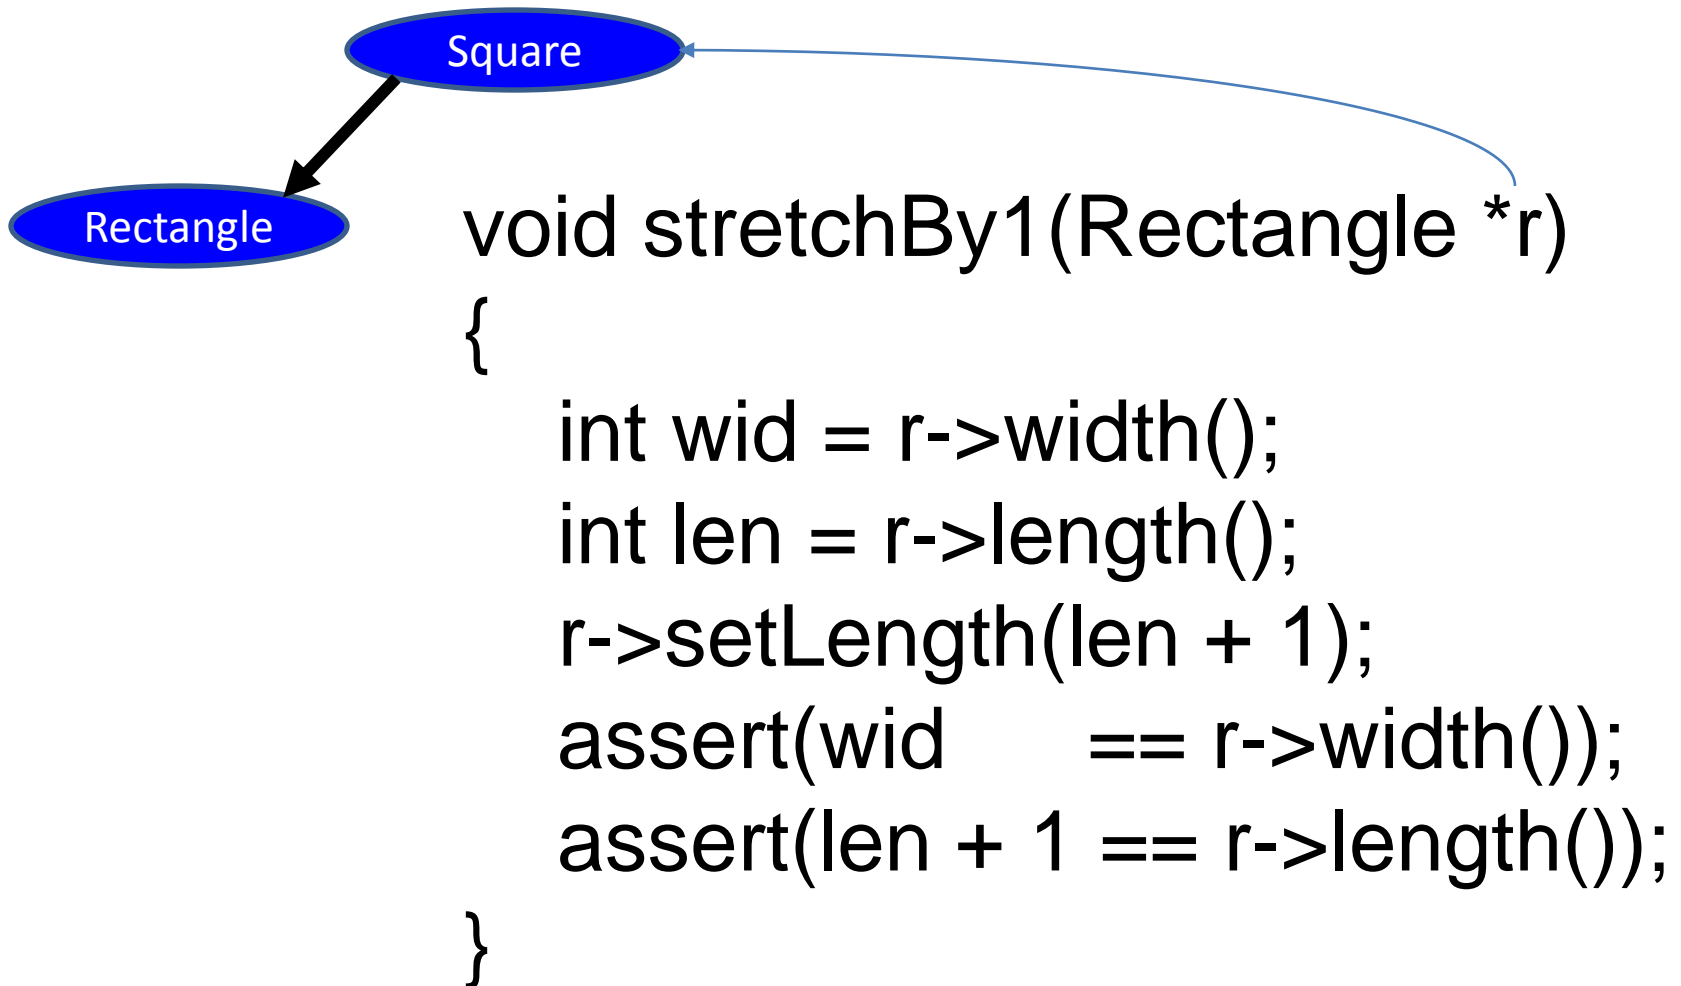 Square
Rectangle
void stretchBy1(Rectangle *r)
{
int wid = r->width();
int len = r->length();
r->setLength(len + 1);
assert(wid == r->width());
assert(len + 1 == r->length());
}